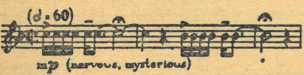 (𝅗𝅥. = 60)
mp (nervous, mysterious)